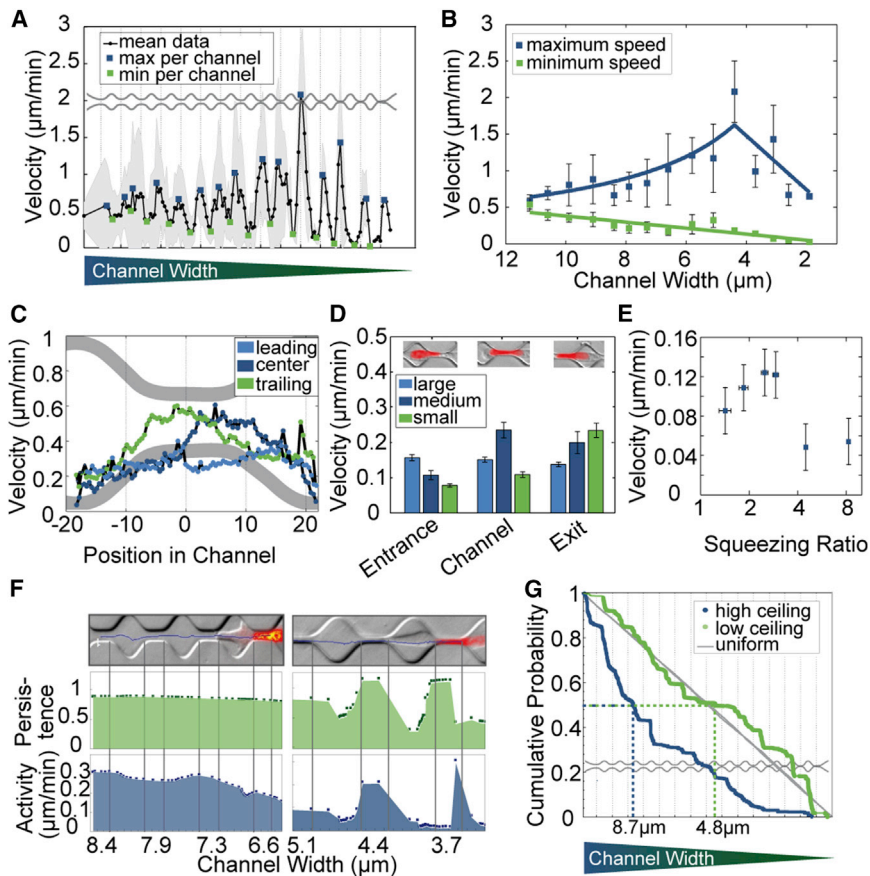 A
3
2.5
2
1.5
1
0.5
0
Velocity (µm/min)
mean data
max per channel
min per channel
Channel Width
B
3
2.5
2
1.5
1
0.5
0
Velocity (µm/min)
maximum speed
minimum speed
12 10 8 6 4 2
Channel Width (µm)
C
1
0.8
0.6
0.4
0.2
0
Velocity (µm/min)
leading
center
trailing
-20 -10 0 10 20
Position in Channel
D
0.5
0.4
0.3
0.2
0.1
0
Velocity (µm/min)
large
medium
small
Entrance
Channel
Exit
E
0.16
0.12
0.08
0.04
0
Velocity (µm/min)
1 2 4 8
Squeezing Ratio
F
Persis-
tence
1
0.5
0
Activity
(µm/min)
0.3
0.2
0.1
0
8.4 7.9 7.3 6.6 5.1 4.4 3.7
Channel Width (µm)
G
1
0.8
0.6
0.4
0.2
0
Cumulative Probability
high ceiling
low ceiling
uniform
8.7µm 4.8µm
Channel Width